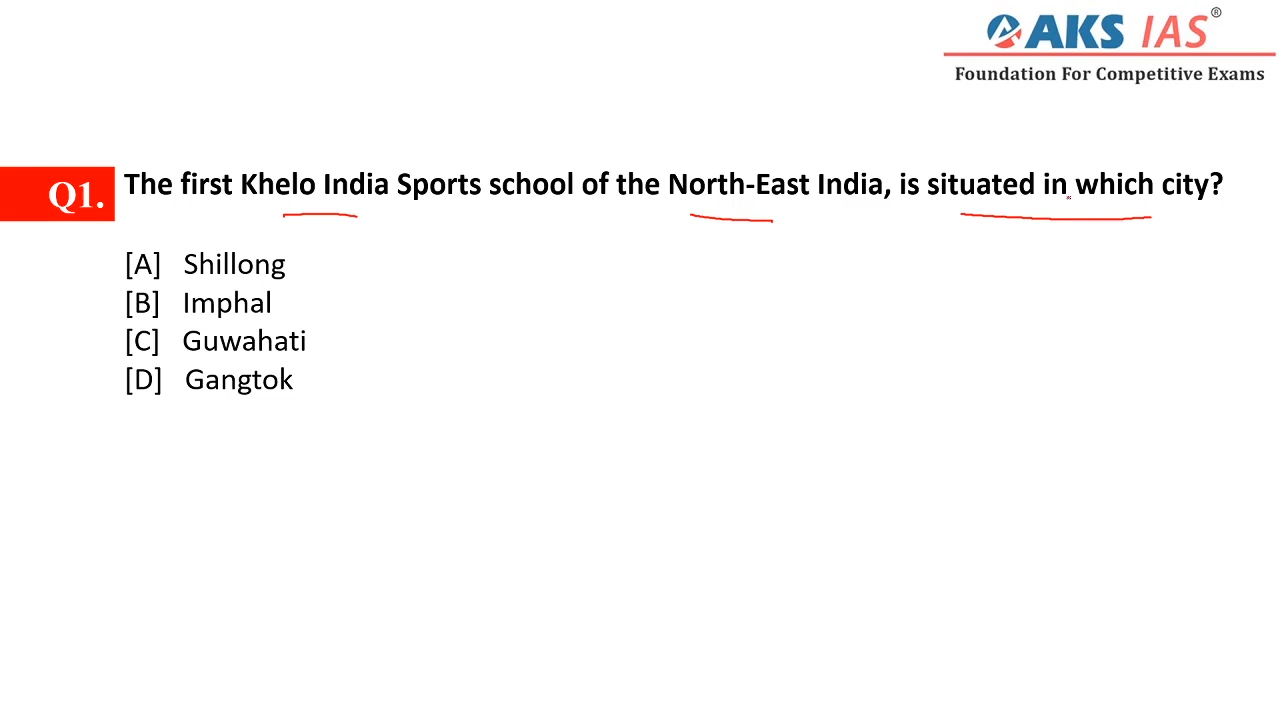 AKS IAS®
Foundation For Competitive Exams
Q1. The first Khelo India Sports school of the North-East India, is situated in which city?
[A] Shillong
[B] Imphal
[C] Guwahati
[D] Gangtok